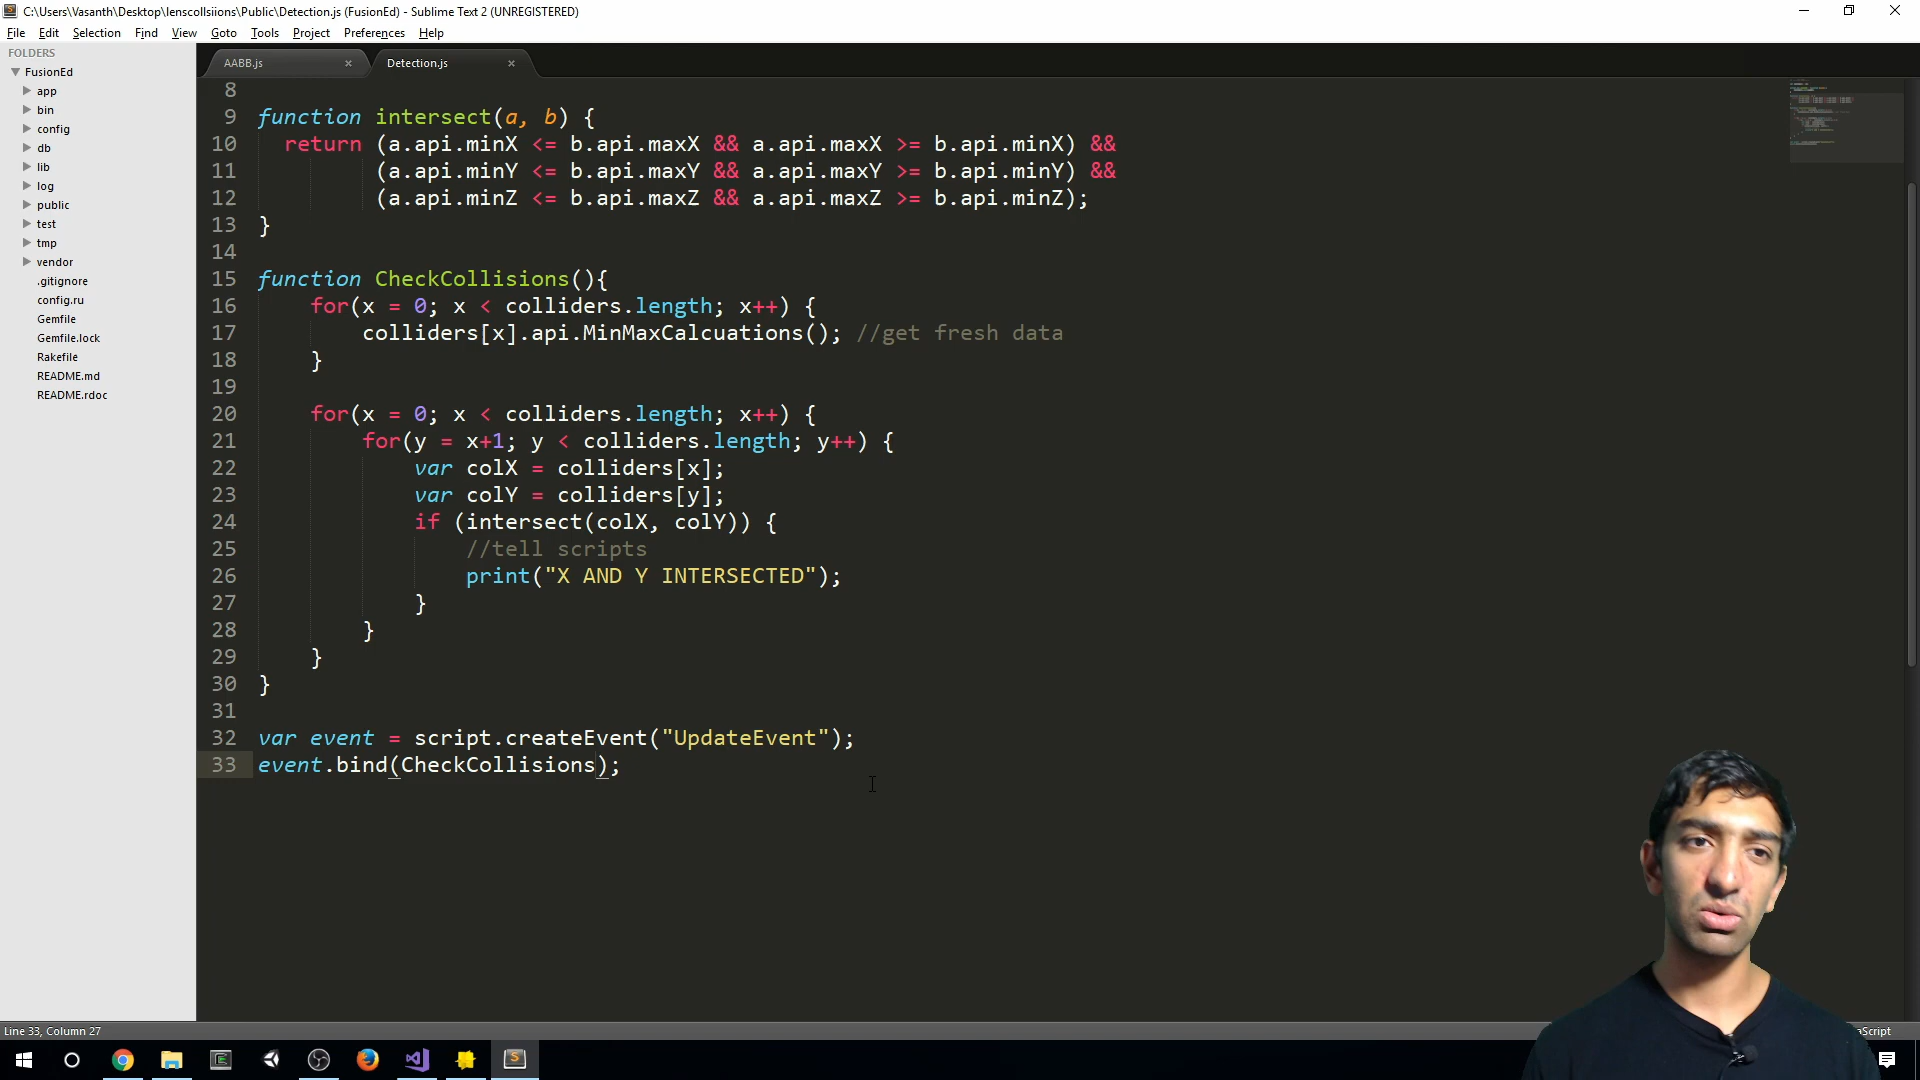 C:\Users\Vasanth\Desktop\lenscollsiions\Public\Detection.js (FusionEd) - Sublime Text 2 (UNREGISTERED)
File Edit Selection Find View Goto Tools Project Preferences Help
FOLDERS
FusionEd
app
bin
config
db
lib
log
public
test
tmp
vendor
.gitignore
config.ru
Gemfile
Gemfile.lock
Rakefile
README.md
README.rdoc
AABB.js × Detection.js ×
8
9 function intersect(a, b) {
10 return (a.api.minX <= b.api.maxX && a.api.maxX >= b.api.minX) &&
11 (a.api.minY <= b.api.maxY && a.api.maxY >= b.api.minY) &&
12 (a.api.minZ <= b.api.maxZ && a.api.maxZ >= b.api.minZ);
13 }
14
15 function CheckCollisions(){
16 for(x = 0; x < colliders.length; x++) {
17 colliders[x].api.MinMaxCalcuations(); //get fresh data
18 }
19
20 for(x = 0; x < colliders.length; x++) {
21 for(y = x+1; y < colliders.length; y++) {
22 var colX = colliders[x];
23 var colY = colliders[y];
24 if (intersect(colX, colY)) {
25 //tell scripts
26 print("X AND Y INTERSECTED");
27 }
28 }
29 }
30 }
31
32 var event = script.createEvent("UpdateEvent");
33 event.bind(CheckCollisions);
Line 33, Column 27
aScript